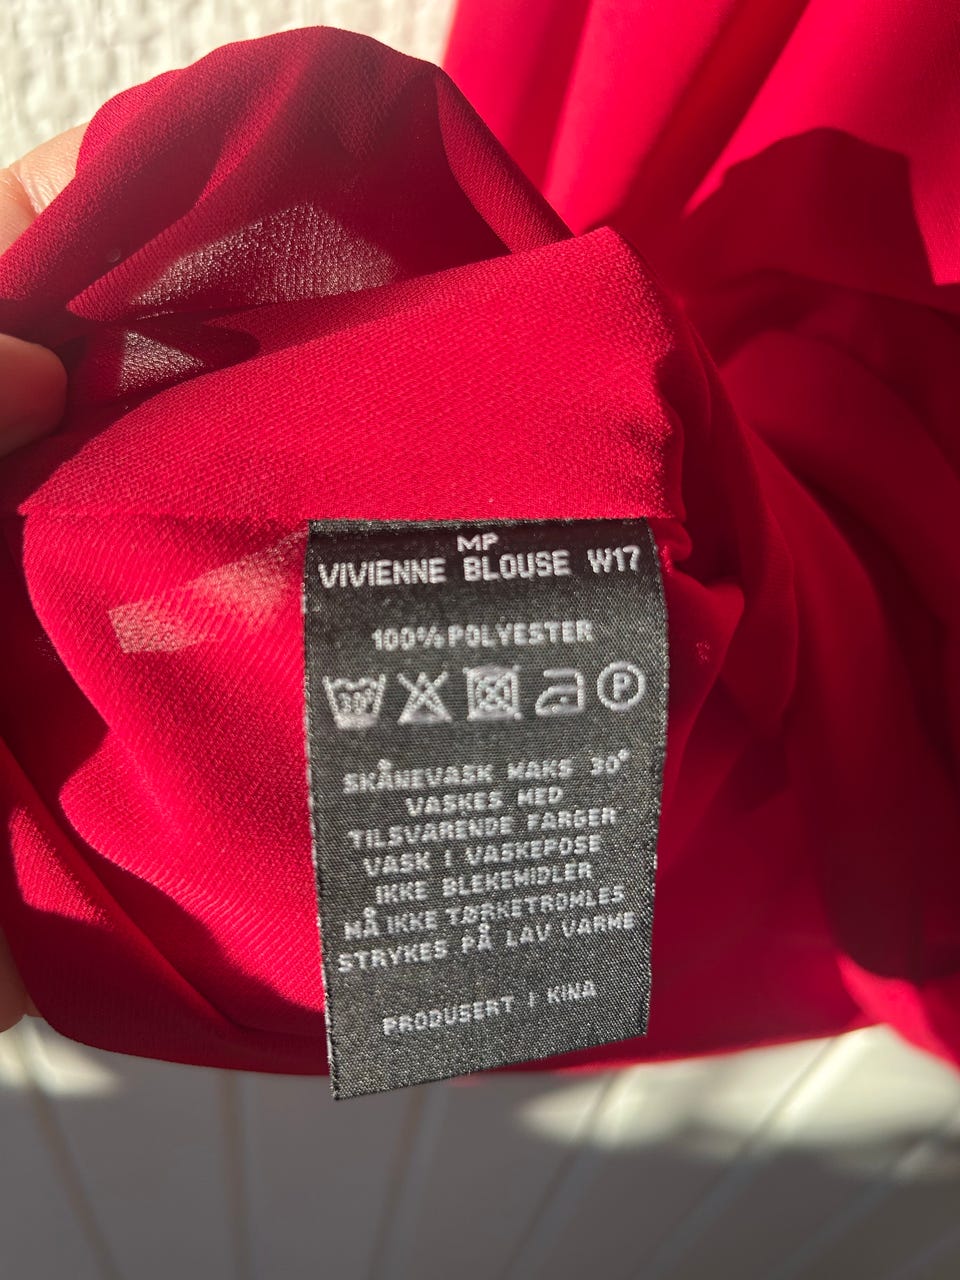 MP
VIVIENNE BLOUSE W17
100% POLYESTER
30° P
SKÅNEVASK MAKS 30°
VASKES MED
TILSVARENDE FARGER
VASK I VASKEPOSE
IKKE BLEKEMIDLER
MÅ IKKE TØRKETROMLES
STRYKES PÅ LAV VARME
PRODUSERT I KINA